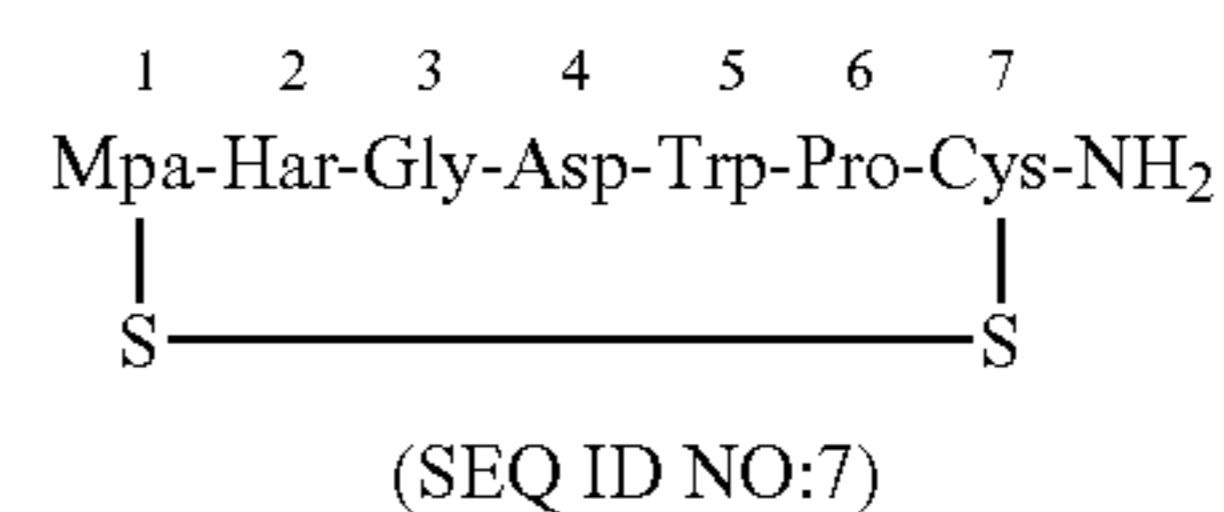 1 2 3 4 5 6 7
Mpa-Har-Gly-Asp-Trp-Pro-Cys-NH₂
S S
(SEQ ID NO:7)